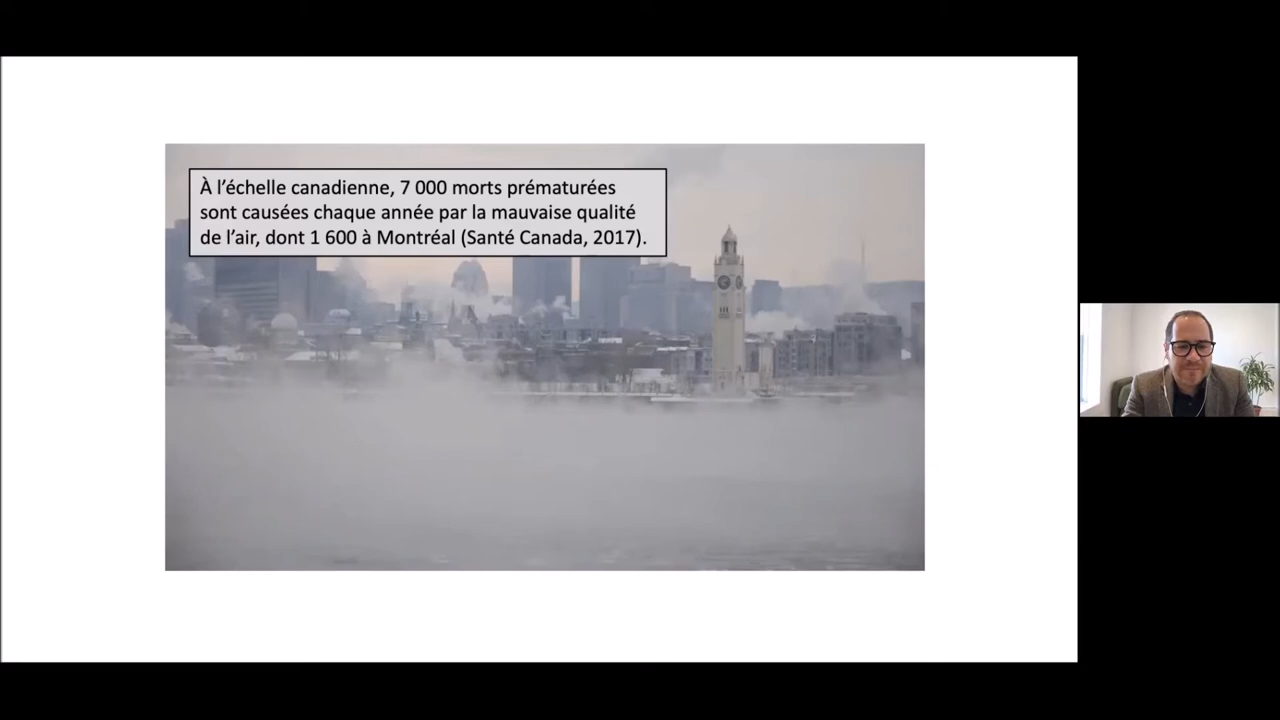 À l’échelle canadienne, 7 000 morts prématurées
sont causées chaque année par la mauvaise qualité
de l’air, dont 1 600 à Montréal (Santé Canada, 2017).